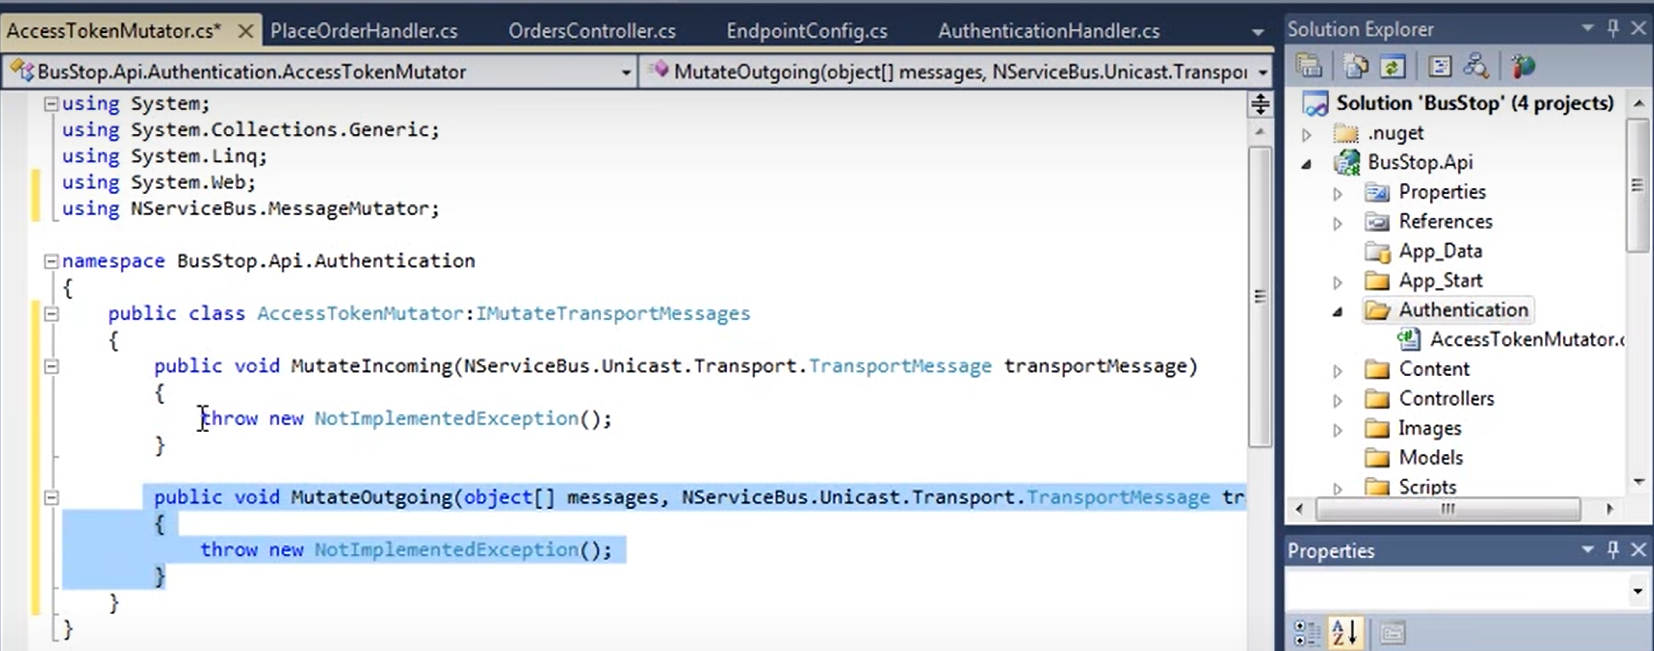 AccessTokenMutator.cs* PlaceOrderHandler.cs OrdersController.cs EndpointConfig.cs AuthenticationHandler.cs
BusStop.Api.Authentication.AccessTokenMutator MutateOutgoing(object[] messages, NServiceBus.Unicast.Transpor
using System;
using System.Collections.Generic;
using System.Linq;
using System.Web;
using NServiceBus.MessageMutator;
namespace BusStop.Api.Authentication
{
public class AccessTokenMutator:IMutateTransportMessages
{
public void MutateIncoming(NServiceBus.Unicast.Transport.TransportMessage transportMessage)
{
throw new NotImplementedException();
}
public void MutateOutgoing(object[] messages, NServiceBus.Unicast.Transport.TransportMessage tr
{
throw new NotImplementedException();
}
}
}
Solution Explorer
Solution 'BusStop' (4 projects)
.nuget
BusStop.Api
Properties
References
App_Data
App_Start
Authentication
AccessTokenMutator.c
Content
Controllers
Images
Models
Scripts
Properties